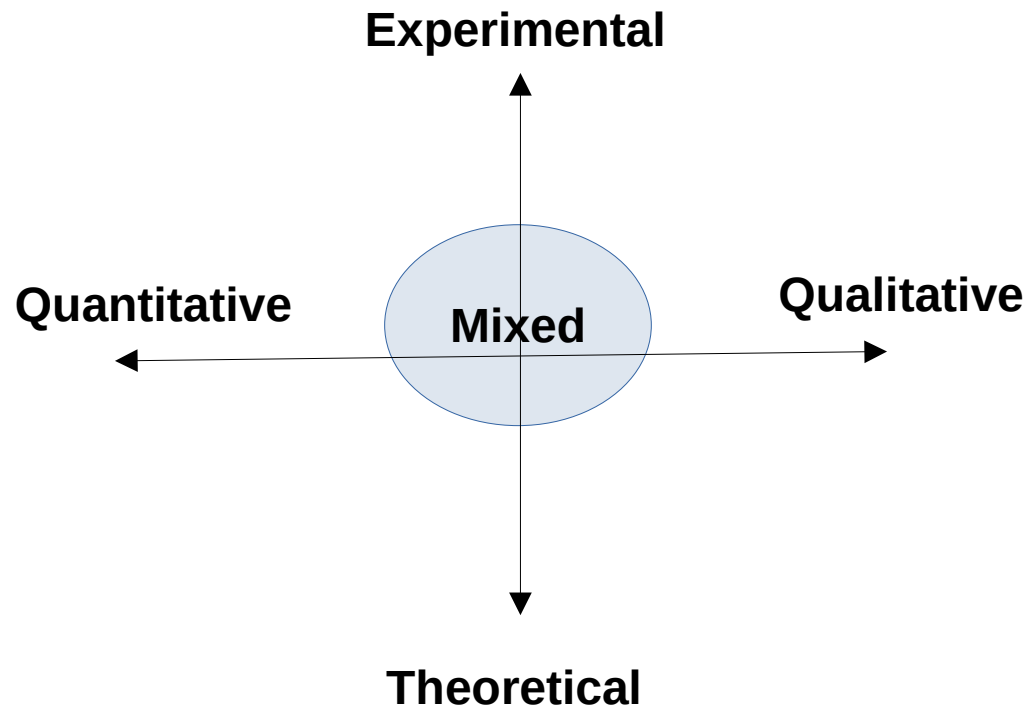 Experimental
Quantitative
Mixed
Qualitative
Theoretical